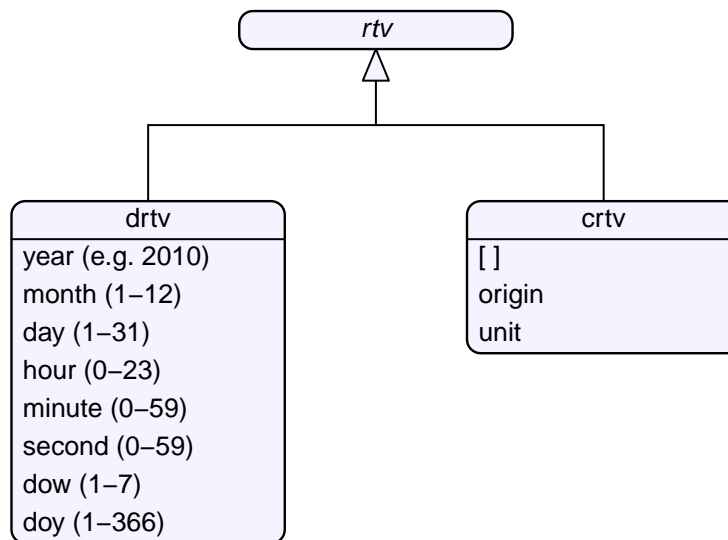 rtv
drtv
year (e.g. 2010)
month (1−12)
day (1−31)
hour (0−23)
minute (0−59)
second (0−59)
dow (1−7)
doy (1−366)
crtv
[ ]
origin
unit